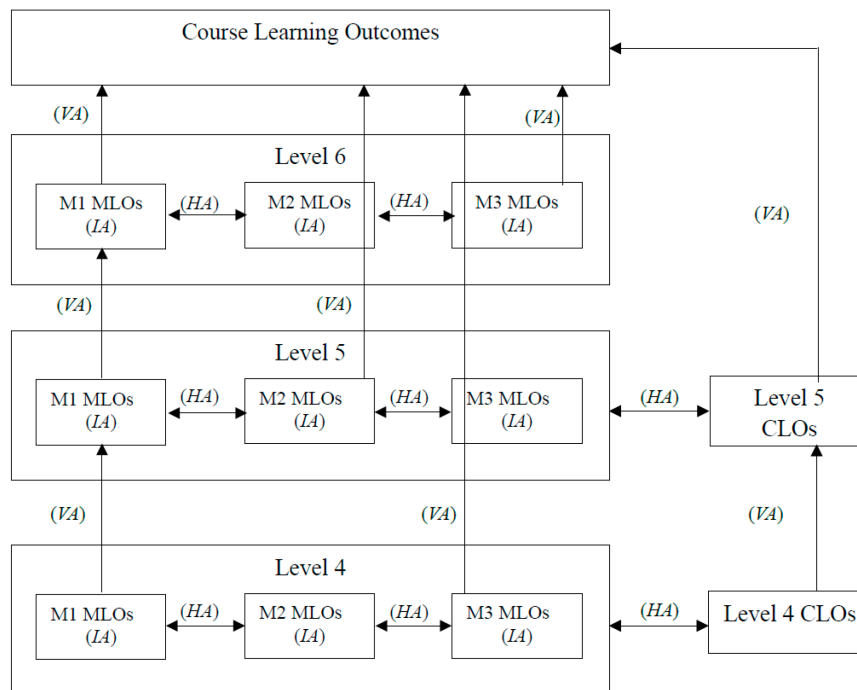 Course Learning Outcomes
(VA)
(VA)
Level 6
M1 MLOs
(IA)
(HA)
M2 MLOs
(IA)
(HA)
M3 MLOs
(IA)
(VA)
(VA)
(VA)
Level 5
M1 MLOs
(IA)
(HA)
M2 MLOs
(IA)
(HA)
M3 MLOs
(IA)
(HA)
Level 5
CLOs
(VA)
(VA)
(VA)
Level 4
M1 MLOs
(IA)
(HA)
M2 MLOs
(IA)
(HA)
M3 MLOs
(IA)
(HA)
Level 4 CLOs